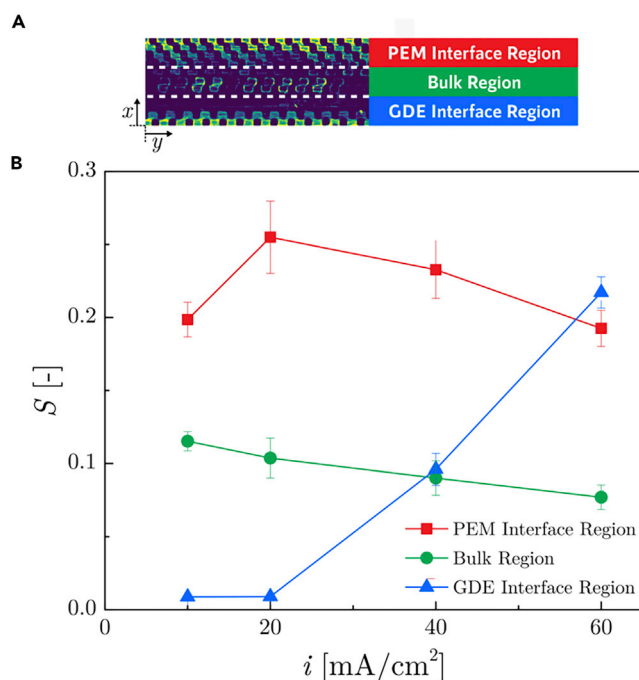 A
PEM Interface Region
Bulk Region
GDE Interface Region
x
y
B
0.3
0.2
0.1
0.0
S [-]
PEM Interface Region
Bulk Region
GDE Interface Region
20
40
60
i [mA/cm²]